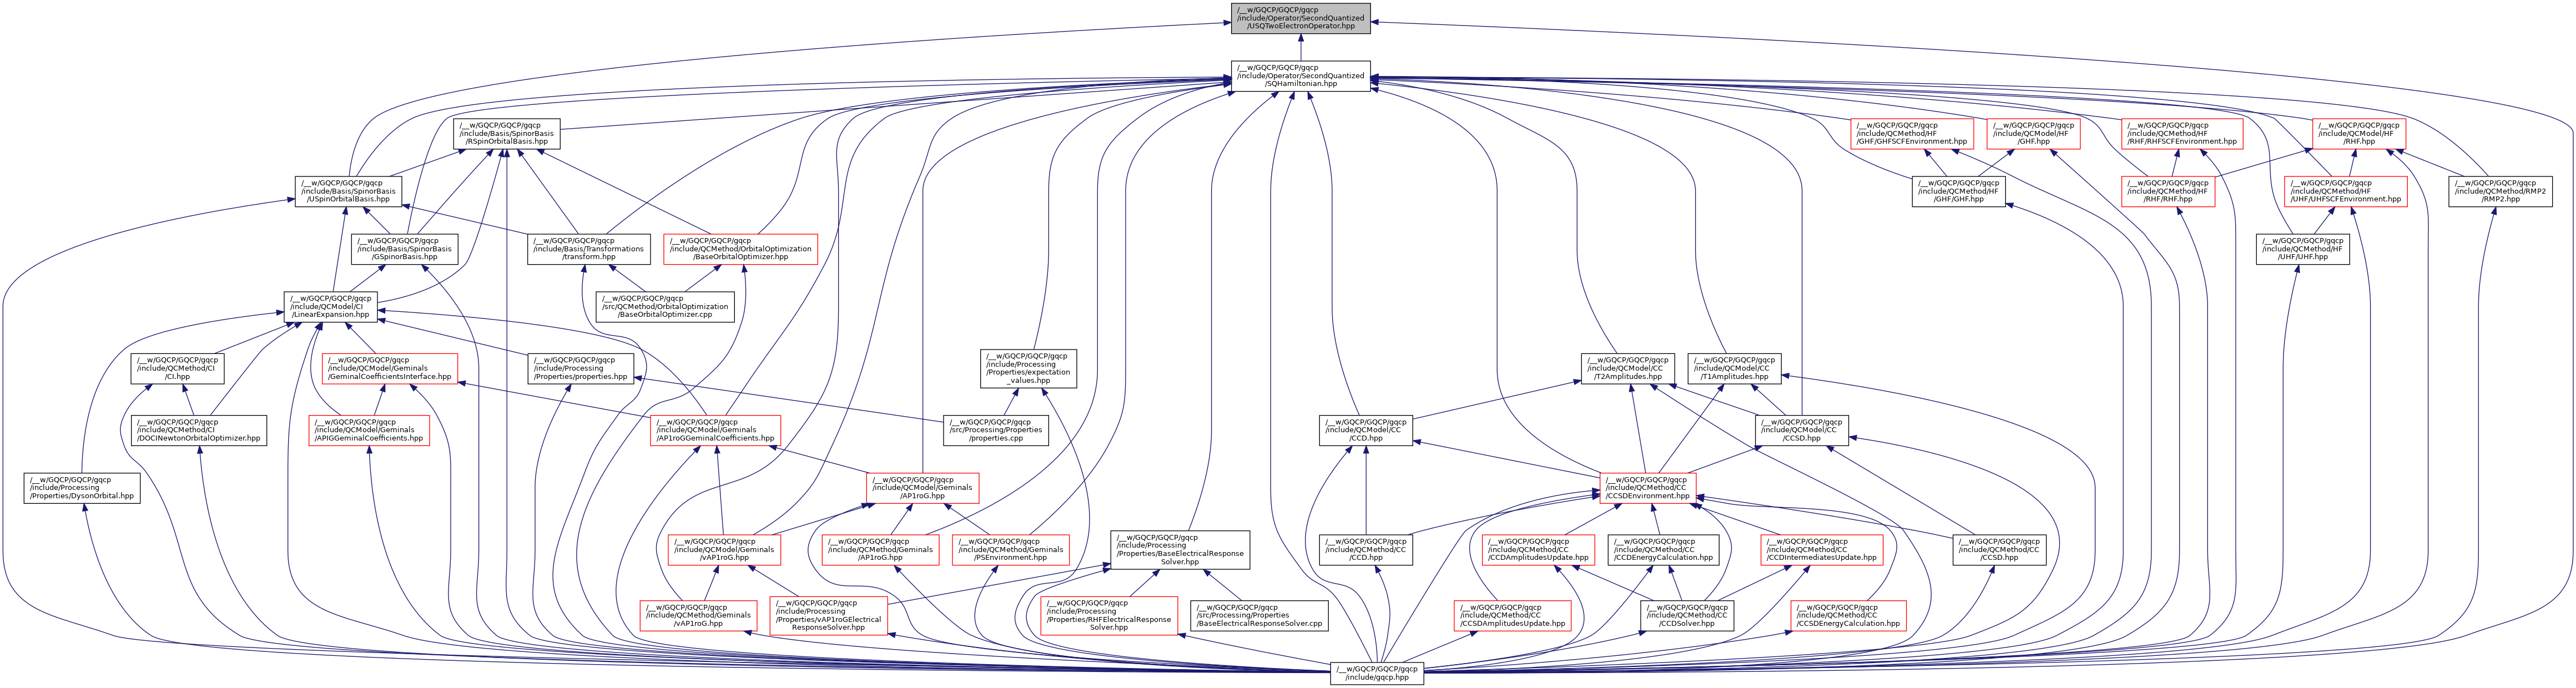 /__w/GQCP/GQCP/gqcp
/include/Operator/SecondQuantized
/USQTwoElectronOperator.hpp
/__w/GQCP/GQCP/gqcp
/include/Operator/SecondQuantized
/SQHamiltonian.hpp
/__w/GQCP/GQCP/gqcp
/include/Basis/SpinorBasis
/RSpinOrbitalBasis.hpp
/__w/GQCP/GQCP/gqcp
/include/QCMethod/HF
/GHF/GHFSCFEnvironment.hpp
/__w/GQCP/GQCP/gqcp
/include/QCModel/HF
/GHF.hpp
/__w/GQCP/GQCP/gqcp
/include/QCMethod/HF
/RHF/RHFSCFEnvironment.hpp
/__w/GQCP/GQCP/gqcp
/include/QCModel/HF
/RHF.hpp
/__w/GQCP/GQCP/gqcp
/include/Basis/SpinorBasis
/USpinOrbitalBasis.hpp
/__w/GQCP/GQCP/gqcp
/include/QCMethod/HF
/GHF/GHF.hpp
/__w/GQCP/GQCP/gqcp
/include/QCMethod/HF
/RHF/RHF.hpp
/__w/GQCP/GQCP/gqcp
/include/QCMethod/HF
/UHF/UHFSCFEnvironment.hpp
/__w/GQCP/GQCP/gqcp
/include/QCMethod/RMP2
/RMP2.hpp
/__w/GQCP/GQCP/gqcp
/include/Basis/SpinorBasis
/GSpinorBasis.hpp
/__w/GQCP/GQCP/gqcp
/include/Basis/Transformations
/transform.hpp
/__w/GQCP/GQCP/gqcp
/include/QCMethod/OrbitalOptimization
/BaseOrbitalOptimizer.hpp
/__w/GQCP/GQCP/gqcp
/include/QCMethod/HF
/UHF/UHF.hpp
/__w/GQCP/GQCP/gqcp
/include/QCModel/CI
/LinearExpansion.hpp
/__w/GQCP/GQCP/gqcp
/src/QCMethod/OrbitalOptimization
/BaseOrbitalOptimizer.cpp
/__w/GQCP/GQCP/gqcp
/include/QCMethod/CI
/CI.hpp
/__w/GQCP/GQCP/gqcp
/include/QCModel/Geminals
/GeminalCoefficientsInterface.hpp
/__w/GQCP/GQCP/gqcp
/include/Processing
/Properties/properties.hpp
/__w/GQCP/GQCP/gqcp
/include/Processing
/Properties/expectation
_values.hpp
/__w/GQCP/GQCP/gqcp
/include/QCModel/CC
/T2Amplitudes.hpp
/__w/GQCP/GQCP/gqcp
/include/QCModel/CC
/T1Amplitudes.hpp
/__w/GQCP/GQCP/gqcp
/include/QCMethod/CI
/DOCINewtonOrbitalOptimizer.hpp
/__w/GQCP/GQCP/gqcp
/include/QCModel/Geminals
/APIGGeminalCoefficients.hpp
/__w/GQCP/GQCP/gqcp
/include/QCModel/Geminals
/AP1roGGeminalCoefficients.hpp
/__w/GQCP/GQCP/gqcp
/src/Processing/Properties
/properties.cpp
/__w/GQCP/GQCP/gqcp
/include/QCModel/CC
/CCD.hpp
/__w/GQCP/GQCP/gqcp
/include/QCModel/CC
/CCSD.hpp
/__w/GQCP/GQCP/gqcp
/include/Processing
/Properties/DysonOrbital.hpp
/__w/GQCP/GQCP/gqcp
/include/QCModel/Geminals
/AP1roG.hpp
/__w/GQCP/GQCP/gqcp
/include/QCMethod/CC
/CCSDEnvironment.hpp
/__w/GQCP/GQCP/gqcp
/include/QCModel/Geminals
/vAP1roG.hpp
/__w/GQCP/GQCP/gqcp
/include/QCMethod/Geminals
/AP1roG.hpp
/__w/GQCP/GQCP/gqcp
/include/QCMethod/Geminals
/PSEnvironment.hpp
/__w/GQCP/GQCP/gqcp
/include/Processing
/Properties/BaseElectricalResponse
Solver.hpp
/__w/GQCP/GQCP/gqcp
/include/QCMethod/CC
/CCD.hpp
/__w/GQCP/GQCP/gqcp
/include/QCMethod/CC
/CCDAmplitudesUpdate.hpp
/__w/GQCP/GQCP/gqcp
/include/QCMethod/CC
/CCDEnergyCalculation.hpp
/__w/GQCP/GQCP/gqcp
/include/QCMethod/CC
/CCDIntermediatesUpdate.hpp
/__w/GQCP/GQCP/gqcp
/include/QCMethod/CC
/CCSD.hpp
/__w/GQCP/GQCP/gqcp
/include/QCMethod/Geminals
/vAP1roG.hpp
/__w/GQCP/GQCP/gqcp
/include/Processing
/Properties/vAP1roGElectrical
ResponseSolver.hpp
/__w/GQCP/GQCP/gqcp
/include/Processing
/Properties/RHFElectricalResponse
Solver.hpp
/__w/GQCP/GQCP/gqcp
/src/Processing/Properties
/BaseElectricalResponseSolver.cpp
/__w/GQCP/GQCP/gqcp
/include/QCMethod/CC
/CCSDAmplitudesUpdate.hpp
/__w/GQCP/GQCP/gqcp
/include/QCMethod/CC
/CCDSolver.hpp
/__w/GQCP/GQCP/gqcp
/include/QCMethod/CC
/CCSDEnergyCalculation.hpp
/__w/GQCP/GQCP/gqcp
/include/gqcp.hpp